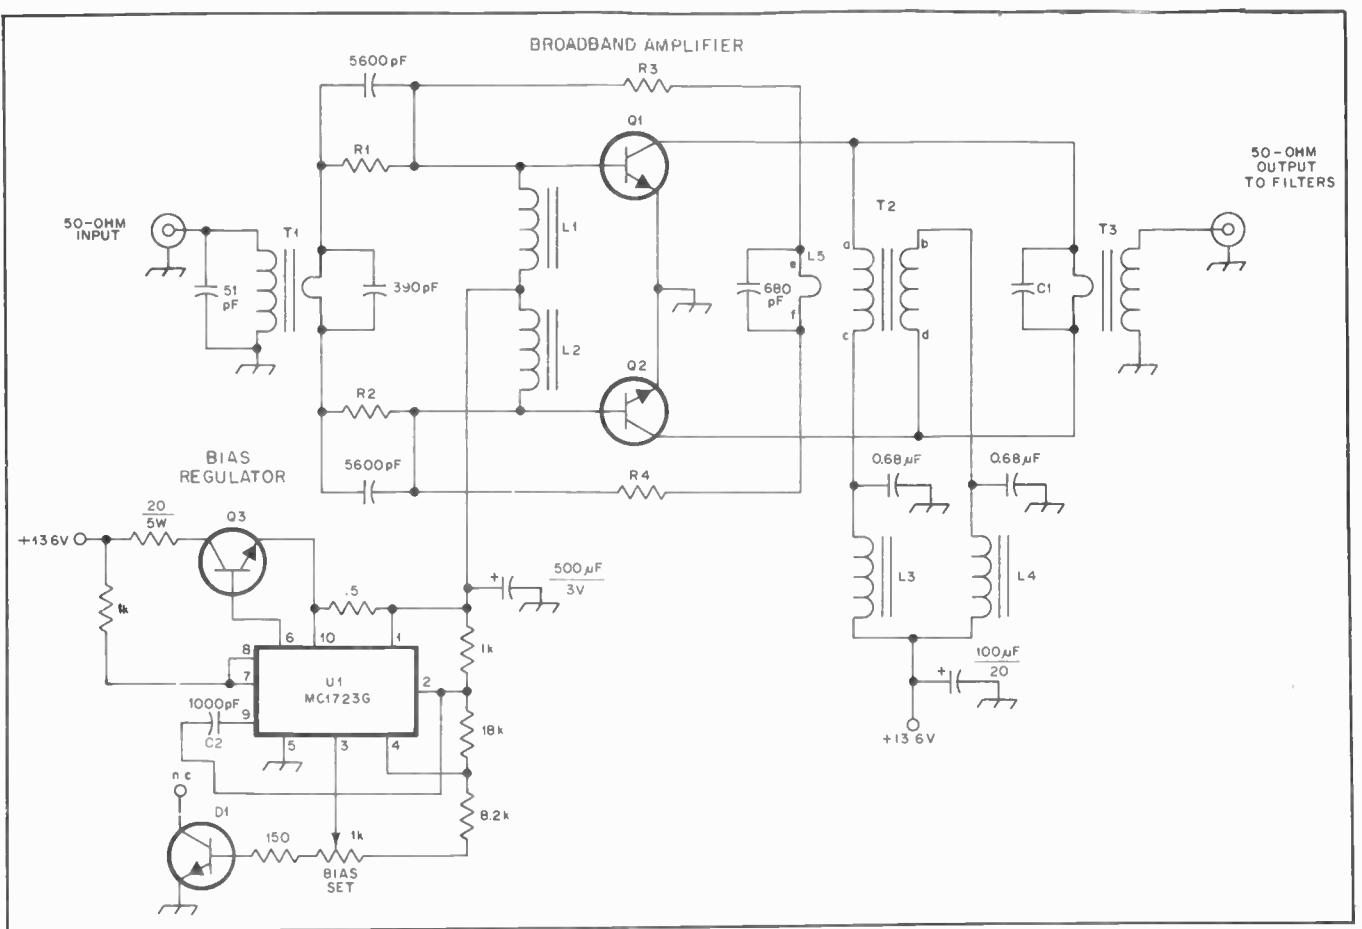 BROADBAND AMPLIFIER
5600pF
R3
Q1
R1
50-OHM
INPUT
T1
51
pF
390pF
L1
L2
L5
e
680
pF
f
T2
a
b
c
d
C1
T3
50-OHM
OUTPUT
TO FILTERS
Q2
R2
5600pF
R4
0.68µF
0.68µF
L3
L4
100µF
20
+
+13 6V
BIAS
REGULATOR
+13 6V
20
5W
Q3
1k
.5
+
500µF
3V
6
10
1
8
7
9
U1
MC1723G
2
5
3
4
1k
18k
8.2k
1000pF
C2
n c
D1
150
1k
BIAS
SET